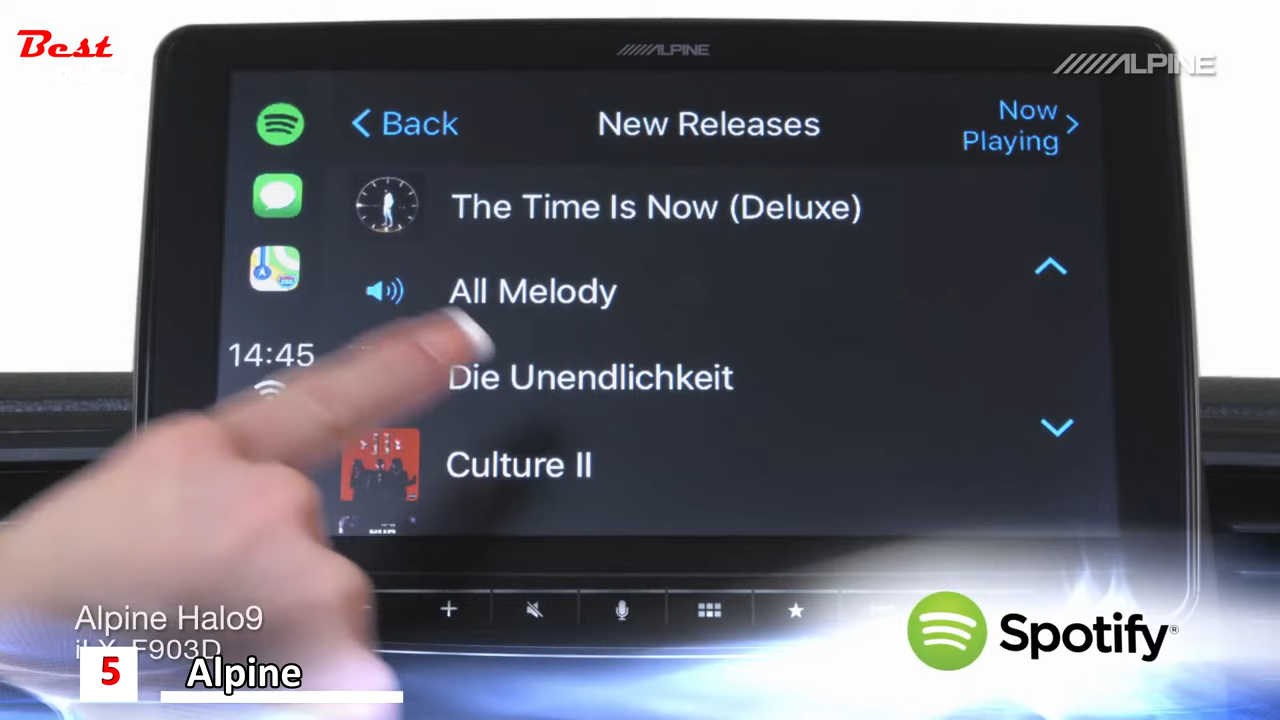 Best
ALPINE
ALPINE
Back
New Releases
Now
Playing
The Time Is Now (Deluxe)
All Melody
14:45
Die Unendlichkeit
Culture II
Alpine Halo9
F903D
5
Alpine
Spotify®